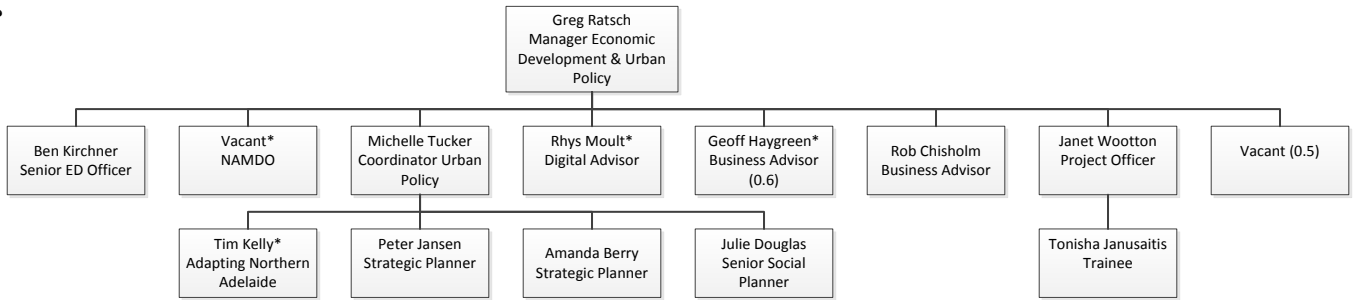 Greg Ratsch
Manager Economic
Development & Urban
Policy
Ben Kirchner
Senior ED Officer
Vacant*
NAMDO
Michelle Tucker
Coordinator Urban
Policy
Rhys Moult*
Digital Advisor
Geoff Haygreen*
Business Advisor
(0.6)
Rob Chisholm
Business Advisor
Janet Wootton
Project Officer
Vacant (0.5)
Tim Kelly*
Adapting Northern
Adelaide
Peter Jansen
Strategic Planner
Amanda Berry
Strategic Planner
Julie Douglas
Senior Social
Planner
Tonisha Janusaitis
Trainee